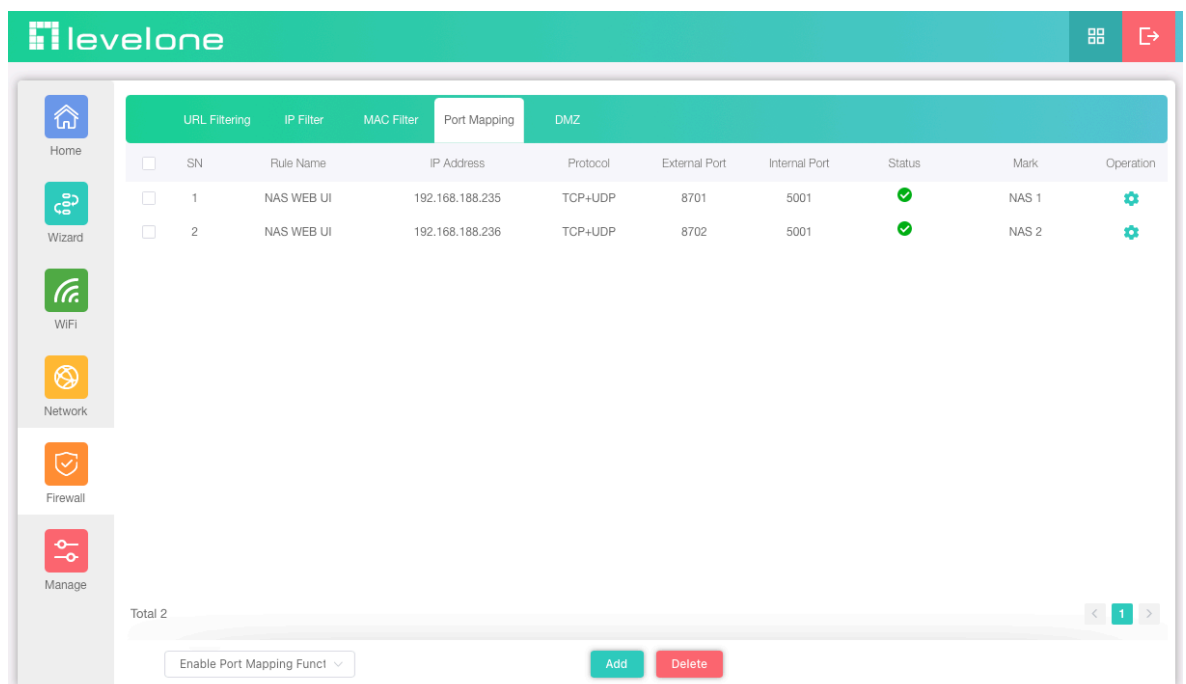 levelone
Home
Wizard
WiFi
Network
Firewall
Manage
URL Filtering IP Filter MAC Filter Port Mapping DMZ
SN Rule Name IP Address Protocol External Port Internal Port Status Mark Operation
1 NAS WEB UI 192.168.188.235 TCP+UDP 8701 5001 NAS 1
2 NAS WEB UI 192.168.188.236 TCP+UDP 8702 5001 NAS 2
Total 2
< 1 >
Enable Port Mapping Funct
Add Delete